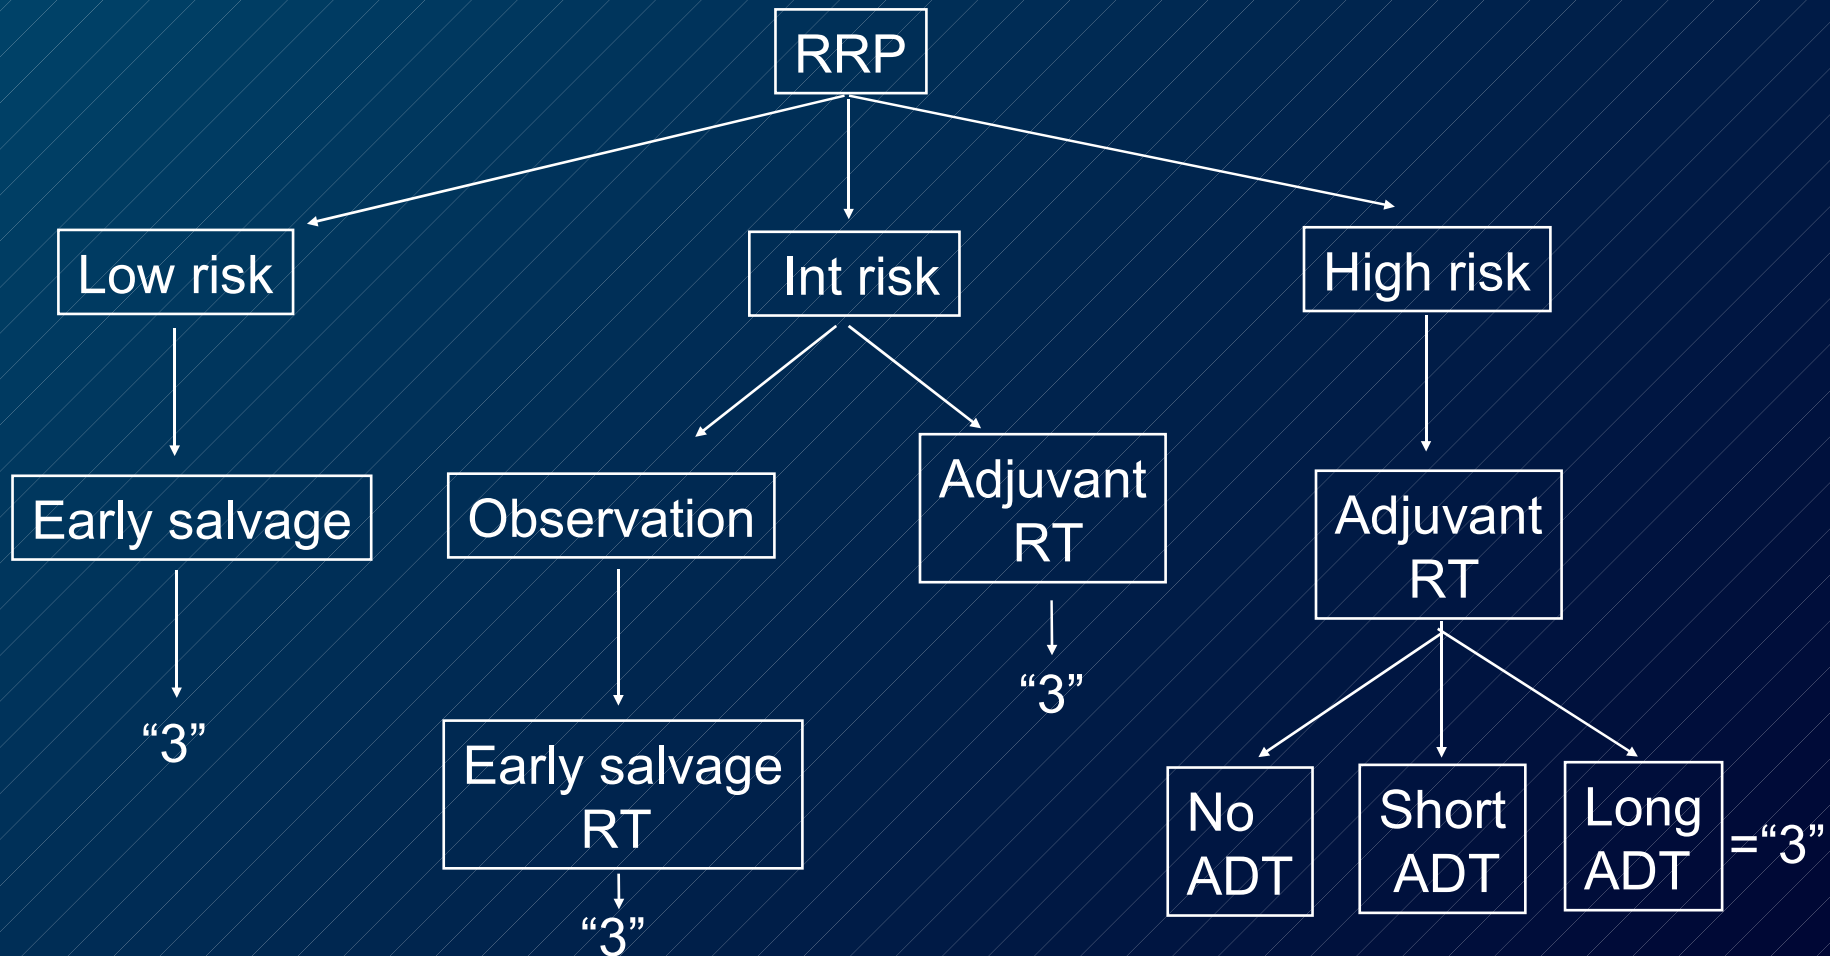 RRP
Low risk
Int risk
High risk
Early salvage
Observation
Adjuvant
RT
Adjuvant
RT
“3”
Early salvage
RT
“3”
“3”
No
ADT
Short
ADT
Long
ADT
=“3”